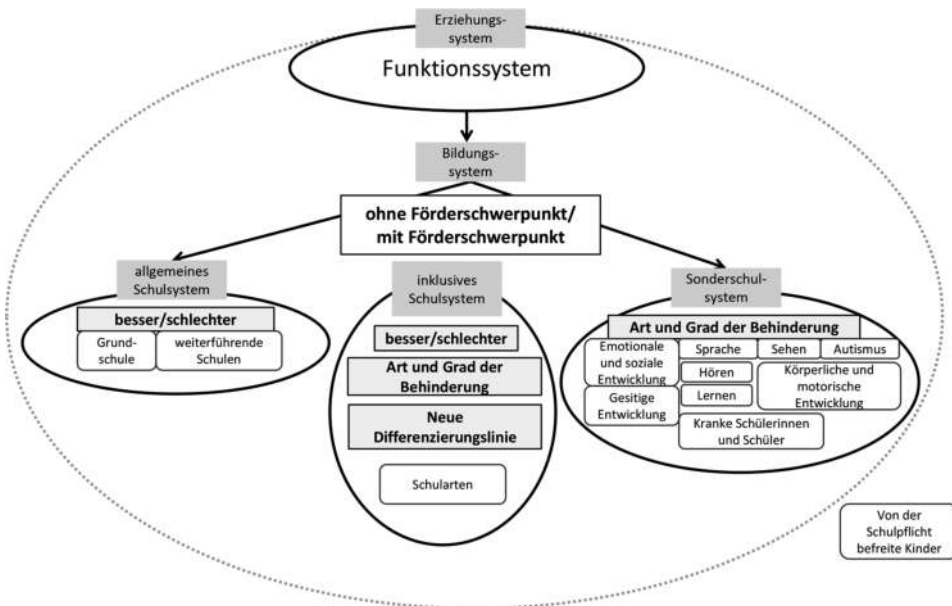 Erziehungs-
system
Funktionssystem
Bildungs-
system
ohne Förderschwerpunkt/
mit Förderschwerpunkt
allgemeines
Schulsystem
besser/schlechter
Grund-
schule
weiterführende
Schulen
inklusives
Schulsystem
besser/schlechter
Art und Grad der
Behinderung
Neue
Differenzierungslinie
Schularten
Sonderschul-
system
Art und Grad der Behinderung
Emotionale
und soziale
Entwicklung
Sprache
Sehen
Autismus
Hören
Körperliche und
motorische
Entwicklung
Gesitige
Entwicklung
Lernen
Kranke Schülerinnen
und Schüler
Von der
Schulpflicht
befreite Kinder